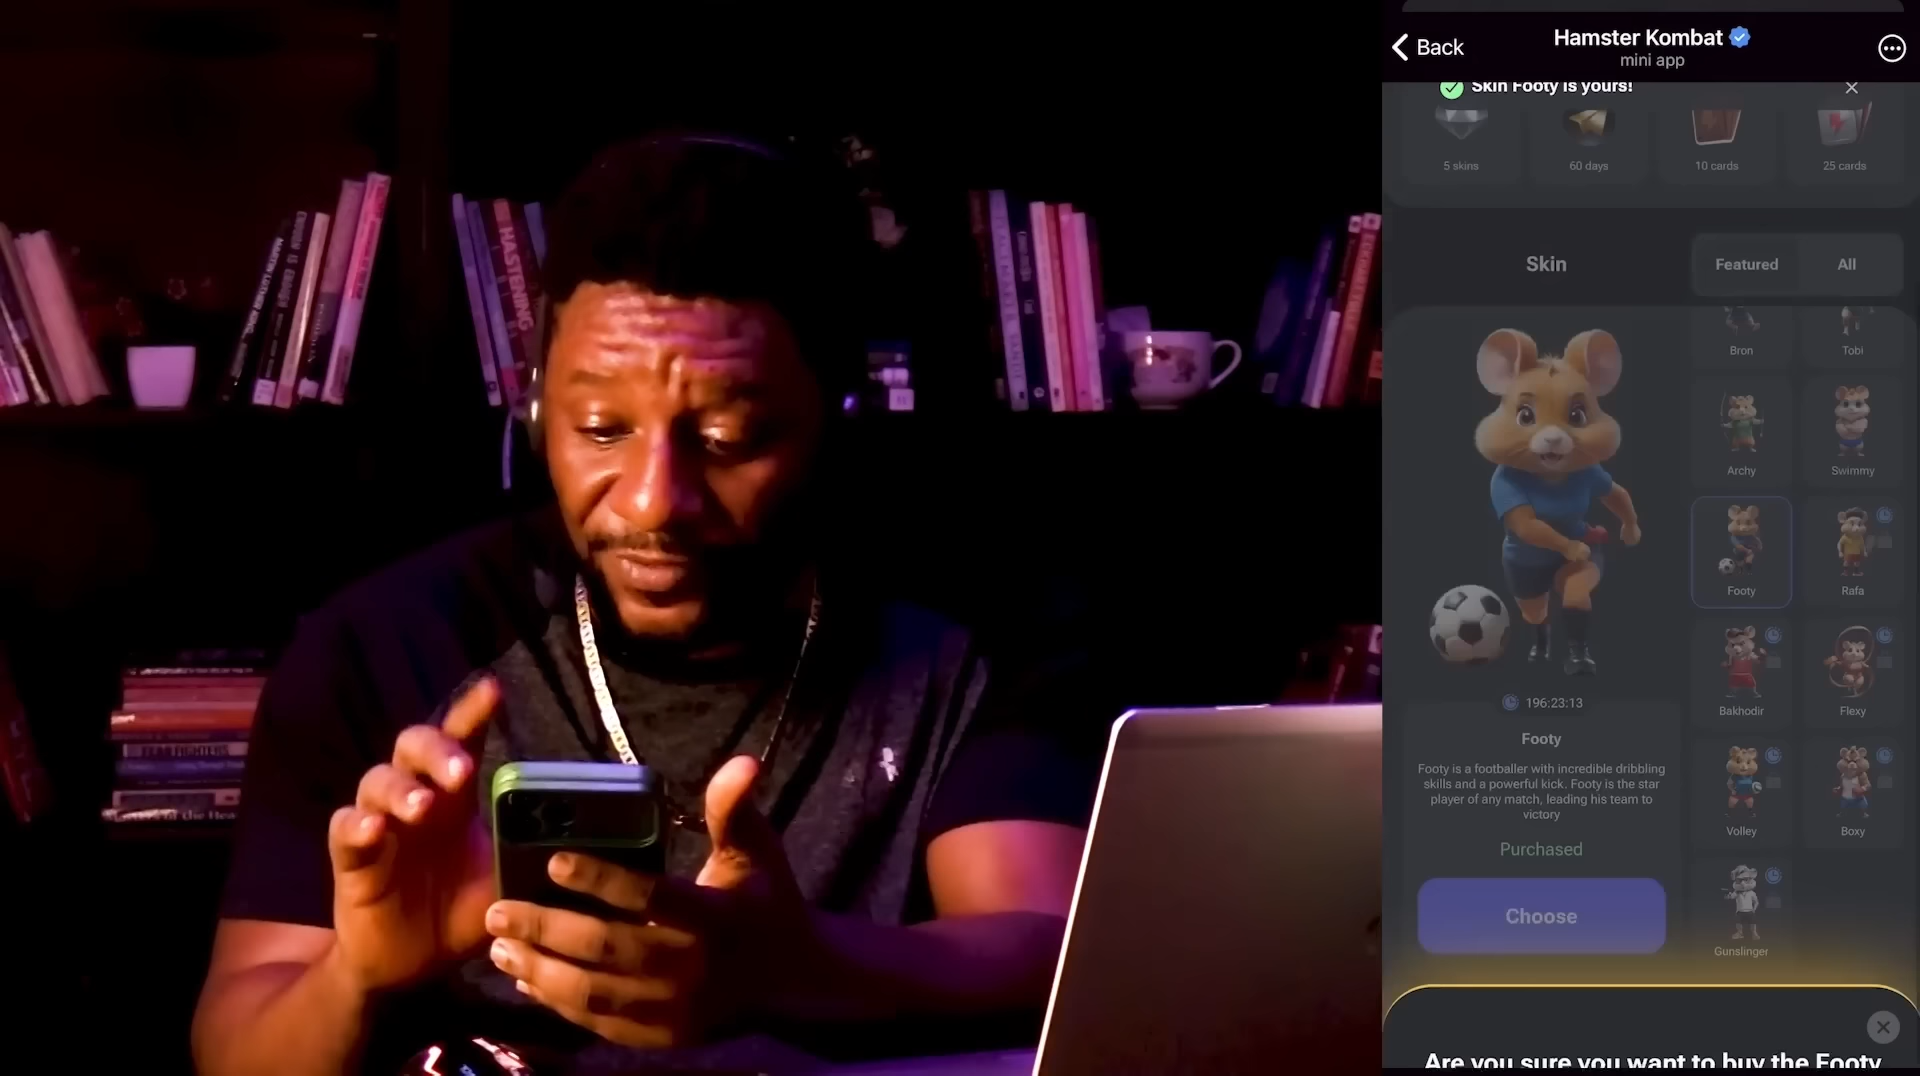 Back
Hamster Kombat
mini app
Skin Footy is yours!
5 skins
60 days
10 cards
25 cards
Skin
Featured
All
Bron
Tobi
Archy
Swimmy
Footy
Rafa
Bakhodir
Flexy
196:23:13
Footy
Footy is a footballer with incredible dribbling
skills and a powerful kick. Footy is the star
player of any match, leading his team to
victory
Purchased
Volley
Boxy
Choose
Gunslinger
Are you sure you want to buy the Footy
HASTENING